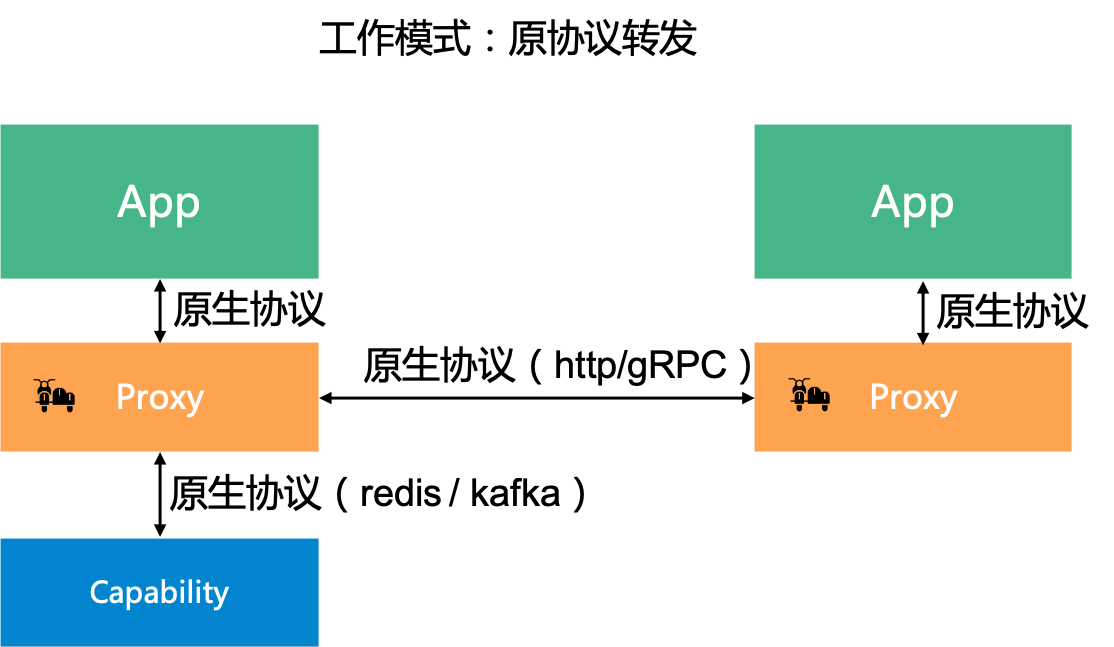 工作模式：原协议转发
App
App
原生协议
原生协议
原生协议（http/gRPC）
Proxy
Proxy
原生协议（redis / kafka）
Capability